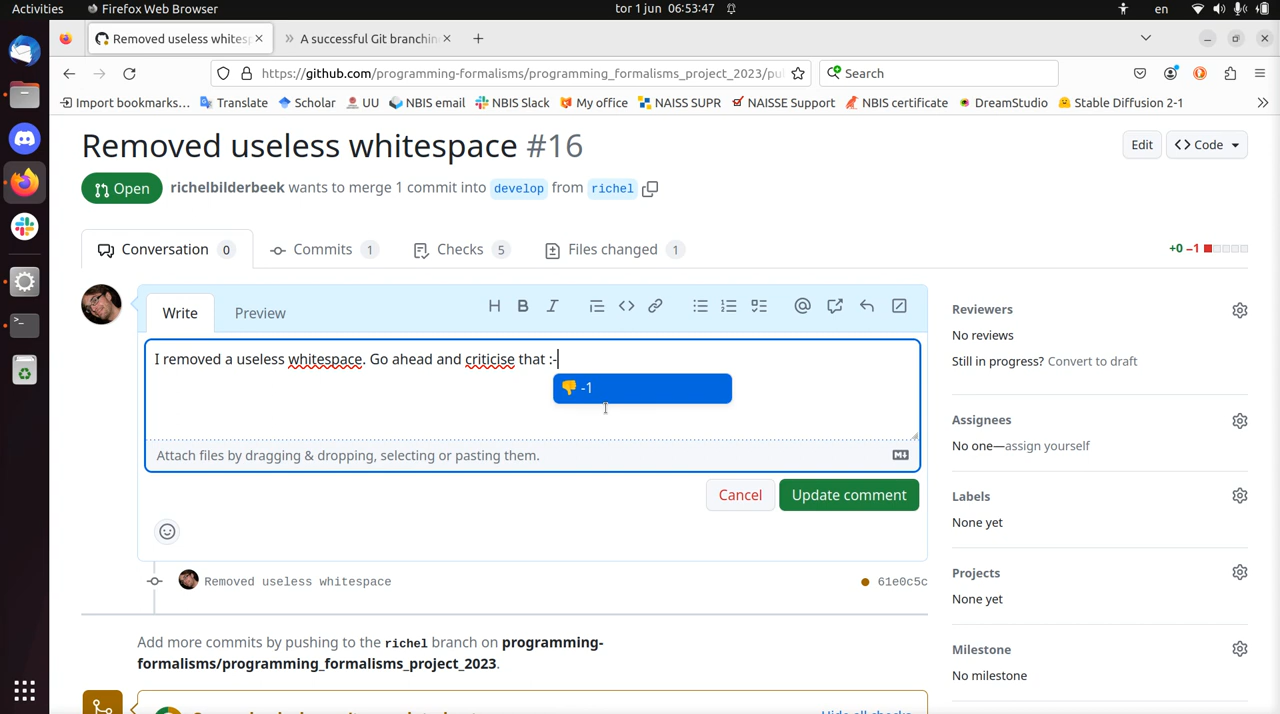 Activities
Firefox Web Browser
tor 1 jun 06:53:47
en
Removed useless whitesp
A successful Git branchin
https://github.com/programming-formalisms/programming_formalisms_project_2023/pu
Search
Import bookmarks...
Translate
Scholar
UU
NBIS email
NBIS Slack
My office
NAISS SUPR
NAISSE Support
NBIS certificate
DreamStudio
Stable Diffusion 2-1
Removed useless whitespace #16
Edit
<> Code
Open
richelbilderbeek wants to merge 1 commit into develop from richel
Conversation 0
Commits 1
Checks 5
Files changed 1
+0 −1
Write
Preview
H B I
I removed a useless whitespace. Go ahead and criticise that :-
-1
Attach files by dragging & dropping, selecting or pasting them.
Cancel
Update comment
Removed useless whitespace
61e0c5c
Add more commits by pushing to the richel branch on programming-
formalisms/programming_formalisms_project_2023.
Hide all checks
Reviewers
No reviews
Still in progress? Convert to draft
Assignees
No one—assign yourself
Labels
None yet
Projects
None yet
Milestone
No milestone